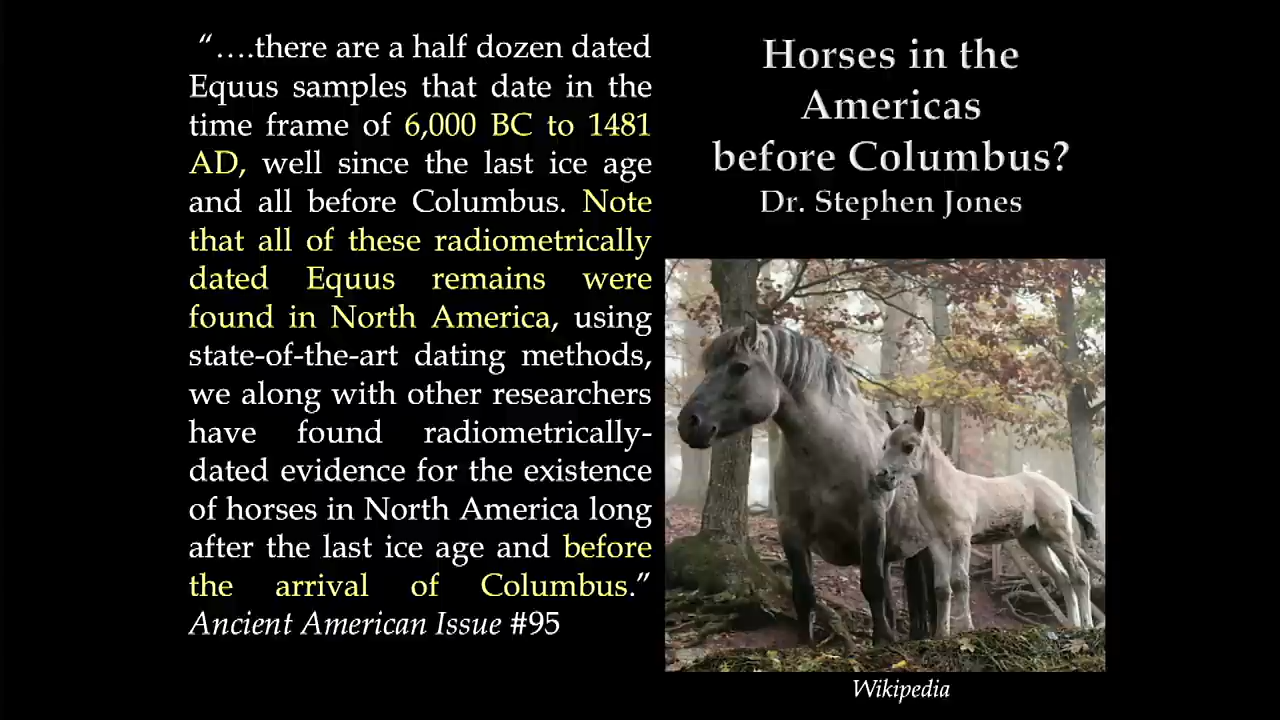 “….there are a half dozen dated
Equus samples that date in the
time frame of 6,000 BC to 1481
AD, well since the last ice age
and all before Columbus. Note
that all of these radiometrically
dated Equus remains were
found in North America, using
state-of-the-art dating methods,
we along with other researchers
have found radiometrically-
dated evidence for the existence
of horses in North America long
after the last ice age and before
the arrival of Columbus.”
Ancient American Issue #95
Horses in the
Americas
before Columbus?
Dr. Stephen Jones
Wikipedia